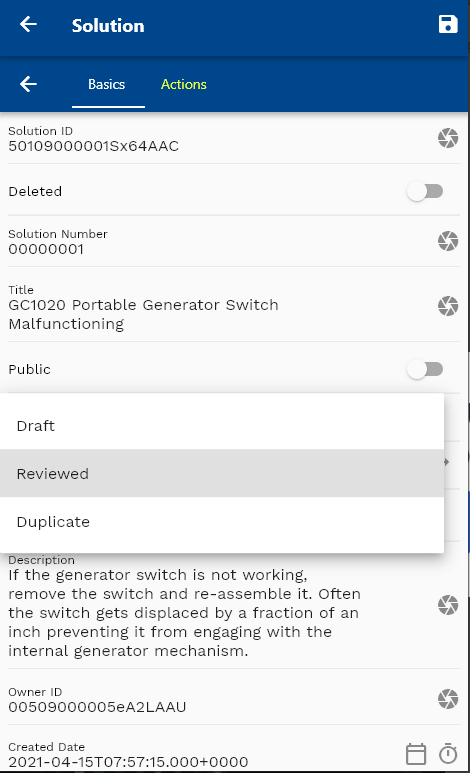 Solution
Basics Actions
Solution ID
50109000001Sx64AAC
Deleted
Solution Number
00000001
Title
GC1020 Portable Generator Switch
Malfunctioning
Public
Draft
Reviewed
Duplicate
Description
If the generator switch is not working,
remove the switch and re-assemble it. Often
the switch gets displaced by a fraction of an
inch preventing it from engaging with the
internal generator mechanism.
Owner ID
00509000005eA2LAAU
Created Date
2021-04-15T07:57:15.000+0000